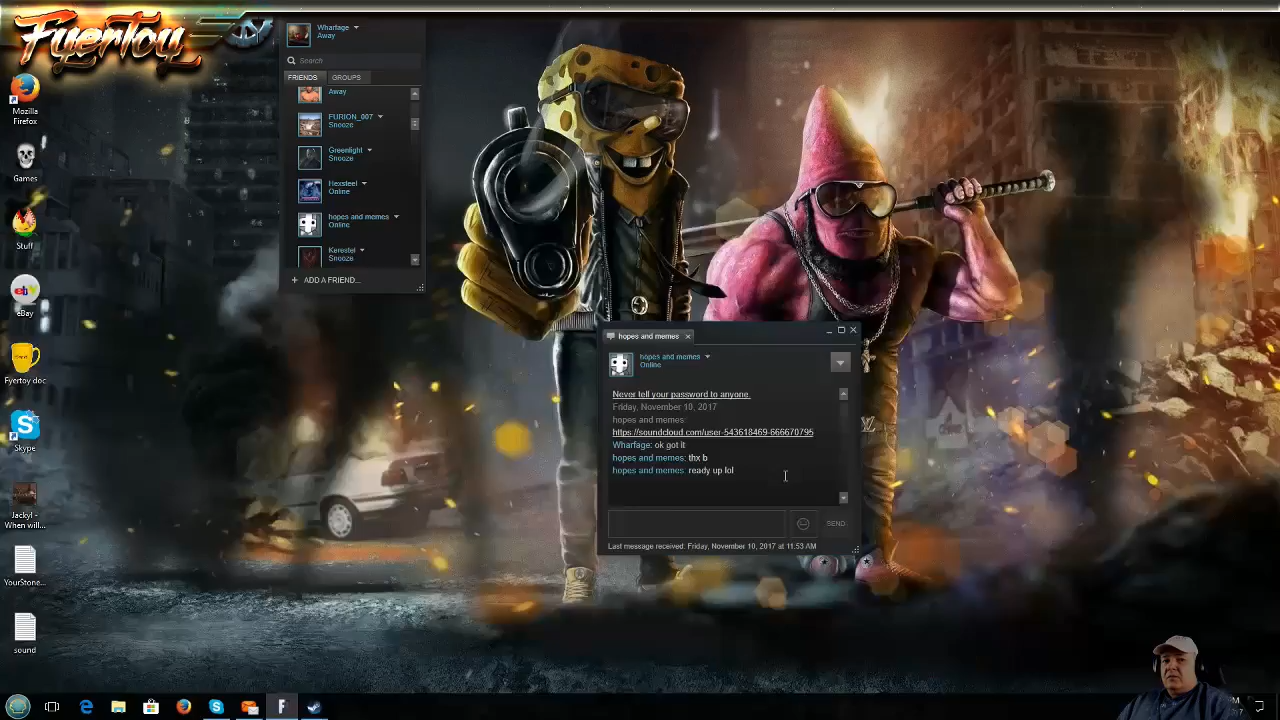 FyerToy
Wharfage
Away
Search
FRIENDS
GROUPS
Away
FURION_007
Snooze
Greenlight
Snooze
Hexsteel
Online
hopes and memes
Online
Kerestel
Snooze
+ ADD A FRIEND...
Mozilla
Firefox
Games
Stuff
ebay
eBay
Fyertoy doc
Skype
Jackyl -
When will...
YourStone...
sound
hopes and memes
hopes and memes
Online
Never tell your password to anyone.
Friday, November 10, 2017
hopes and memes:
https://soundcloud.com/user-543618469-666670795
Wharfage: ok got it
hopes and memes: thx b
hopes and memes: ready up lol
SEND
Last message received: Friday, November 10, 2017 at 11:53 AM